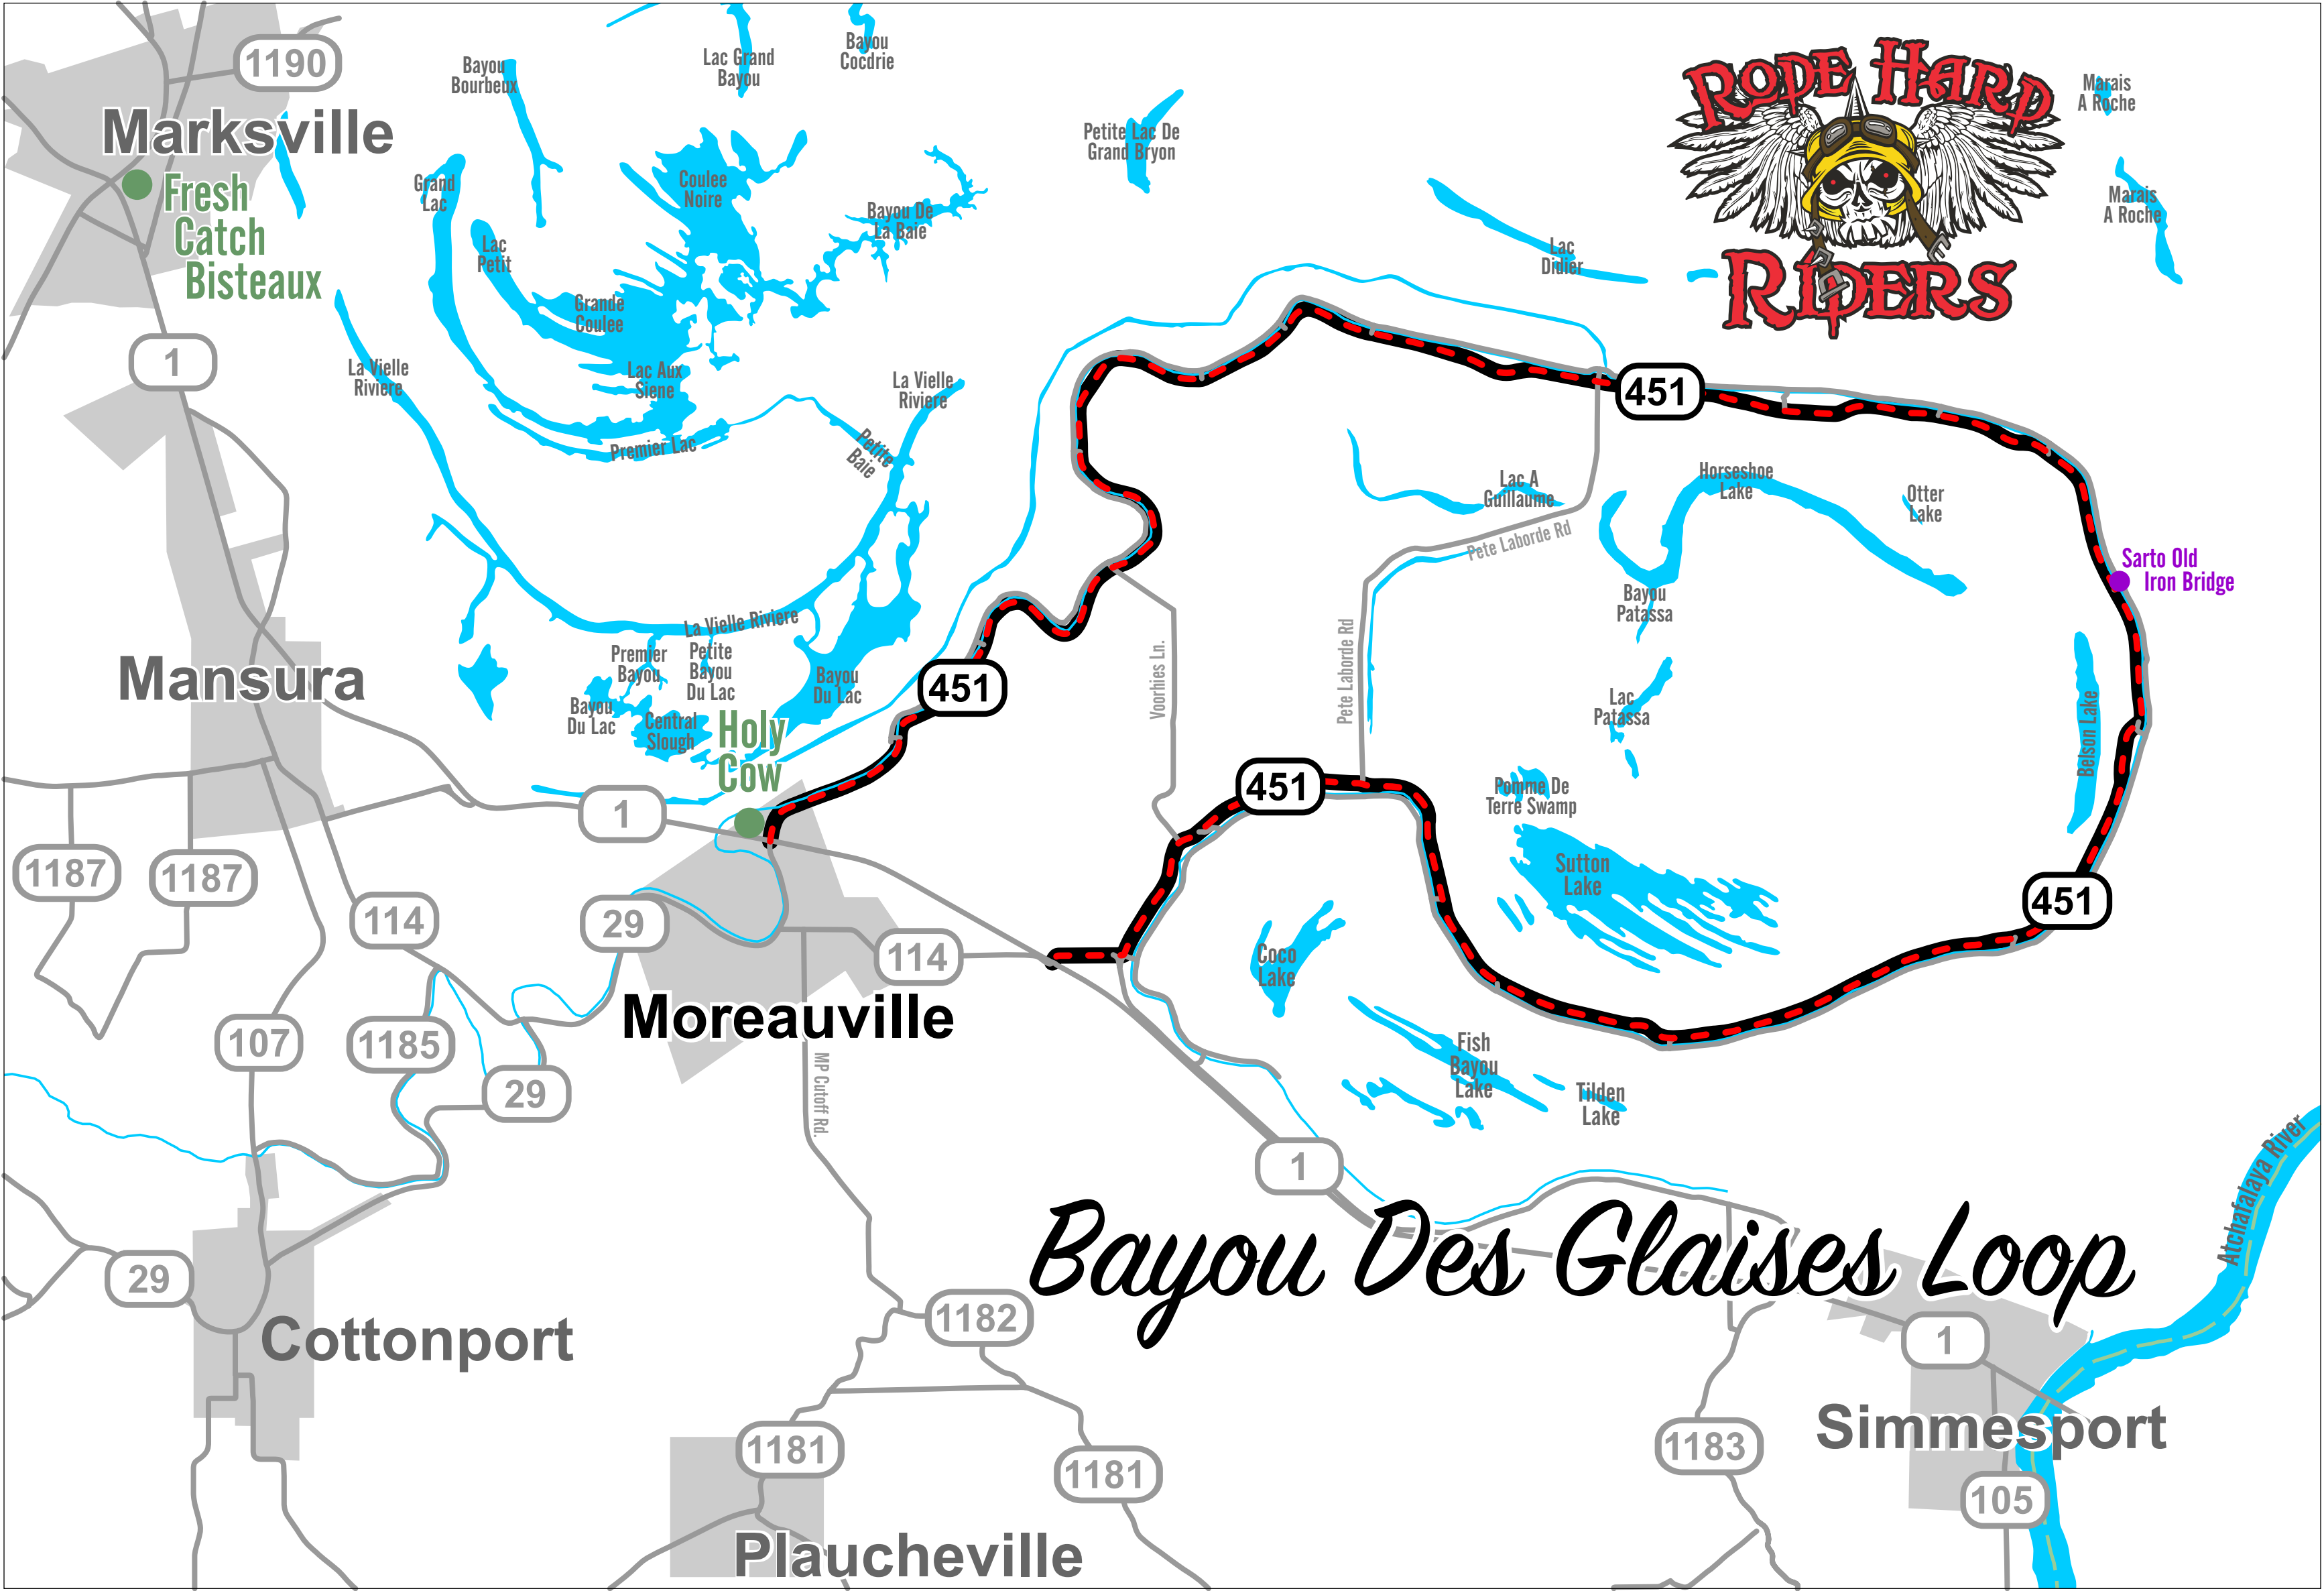 1190
Marksville
Fresh
Catch
Bisteaux
1
Bayou
Bourbeux
Lac Grand
Bayou
Bayou
Cocdrie
Grand
Lac
Lac
Petit
Coulee
Noire
Bayou De
La Baie
Grande
Coulee
Lac Aux
Siene
La Vielle
Riviere
La Vielle
Riviere
Premier Lac
Petite
Baie
Petite Lac De
Grand Bryon
Lac
Didier
RODE HARD
RIDERS
Marais
A Roche
Marais
A Roche
451
Lac A
Guillaume
Pete Laborde Rd
Horseshoe
Lake
Otter
Lake
Sarto Old
Iron Bridge
Bayou
Patassa
Lac
Patassa
Belson Lake
Mansura
La Vielle Riviere
Premier
Bayou
Petite
Bayou
Du Lac
Bayou
Du Lac
Bayou
Du Lac
Central
Slough
451
Voorhies Ln.
Pete Laborde Rd
Holy
Cow
1
451
Pomme De
Terre Swamp
Sutton
Lake
451
1187
1187
114
29
114
Coco
Lake
Moreauville
107
1185
29
MP Cutoff Rd.
Fish
Bayou
Lake
Tilden
Lake
1
Atchafalaya River
Bayou Des Glaises Loop
29
Cottonport
1182
1
1181
1181
1183
Simmesport
105
Plaucheville